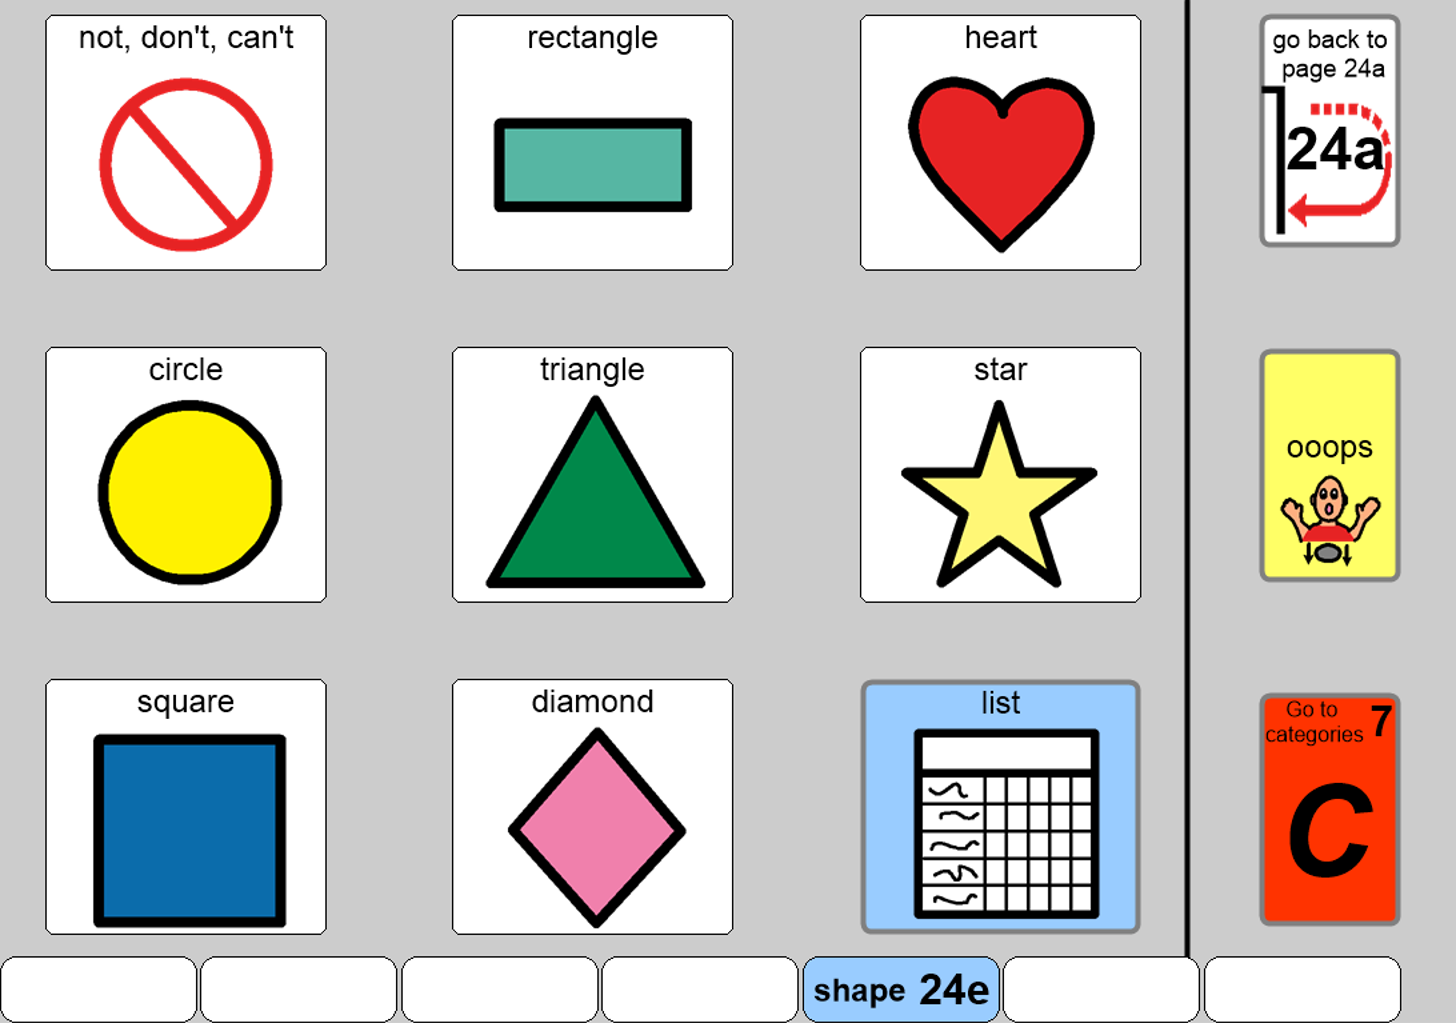 not, don't, can't
rectangle
heart
go back to
page 24a
24a
circle
triangle
star
ooops
square
diamond
list
Go to
categories 7
C
shape 24e